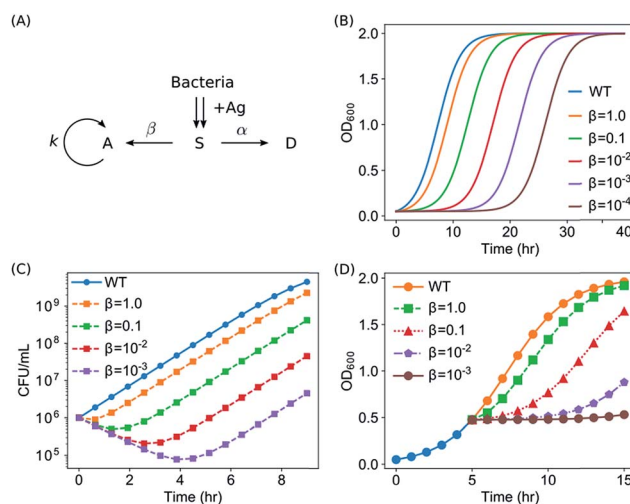 (A)
Bacteria
+Ag
k
A
β
S
α
D
(B)
OD600
2.0
1.5
1.0
0.5
0.0
0
10
20
30
40
Time (hr)
WT
β=1.0
β=0.1
β=10-2
β=10-3
β=10-4
(C)
CFU/mL
10^9
10^8
10^7
10^6
10^5
0
2
4
6
8
Time (hr)
WT
β=1.0
β=0.1
β=10-2
β=10-3
(D)
OD600
2.0
1.5
1.0
0.5
0.0
0
5
10
15
Time (hr)
WT
β=1.0
β=0.1
β=10-2
β=10-3